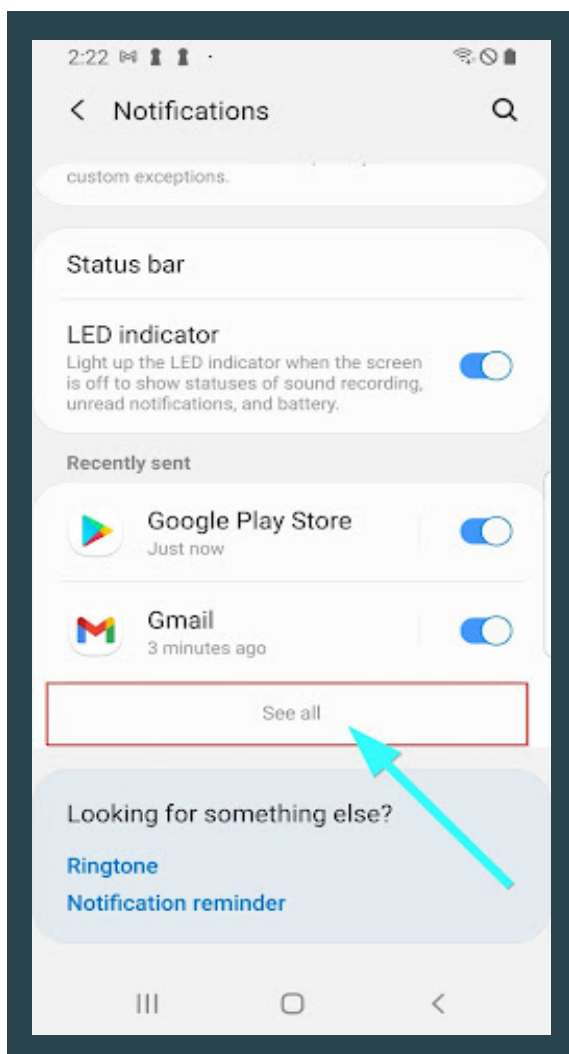 2:22
Notifications
custom exceptions.
Status bar
LED indicator
Light up the LED indicator when the screen
is off to show statuses of sound recording,
unread notifications, and battery.
Recently sent
Google Play Store
Just now
Gmail
3 minutes ago
See all
Looking for something else?
Ringtone
Notification reminder